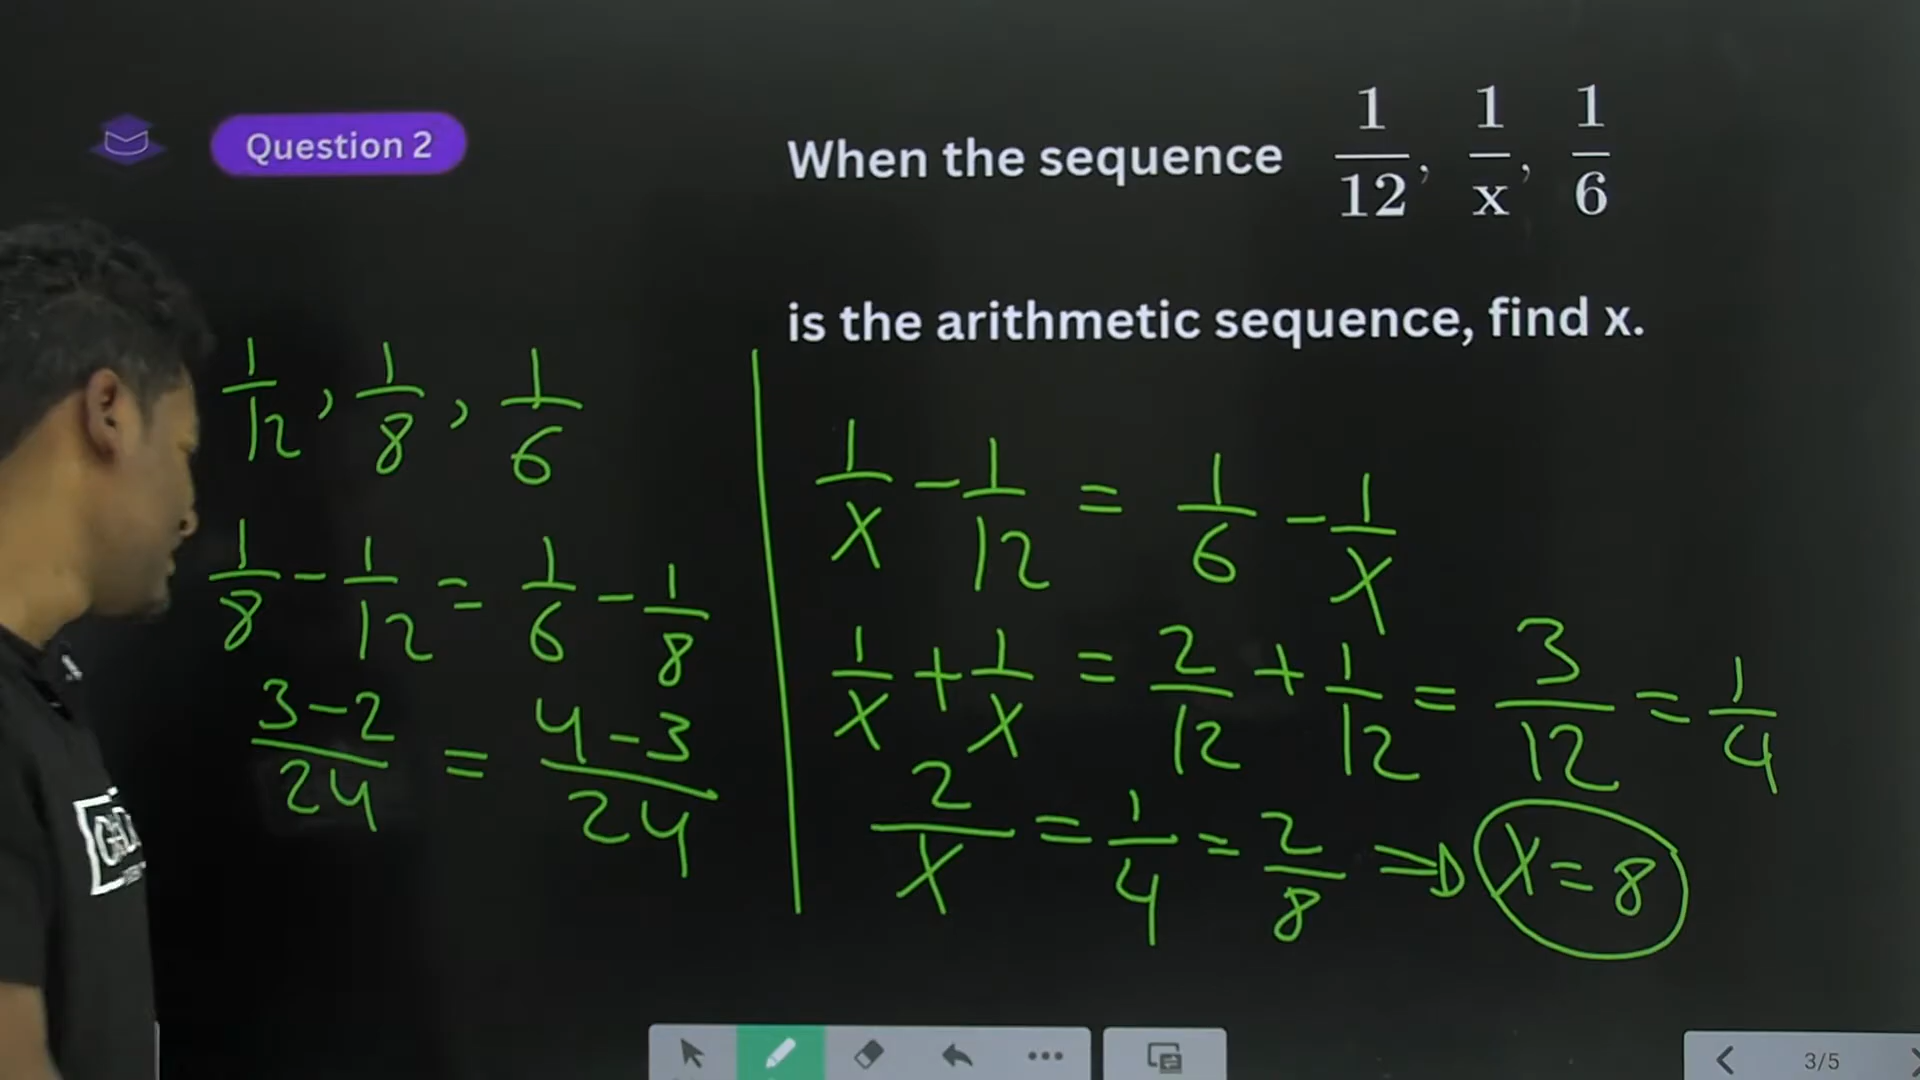 Question 2
When the sequence 1/12, 1/x, 1/6
is the arithmetic sequence, find x.
1/12, 1/8, 1/6
1/8 - 1/12 = 1/6 - 1/8
3-2/24 = 4-3/24
1/x - 1/12 = 1/6 - 1/x
1/x + 1/x = 2/12 + 1/12 = 3/12 = 1/4
2/x = 1/4 = 2/8 ⇒ x = 8
3/5